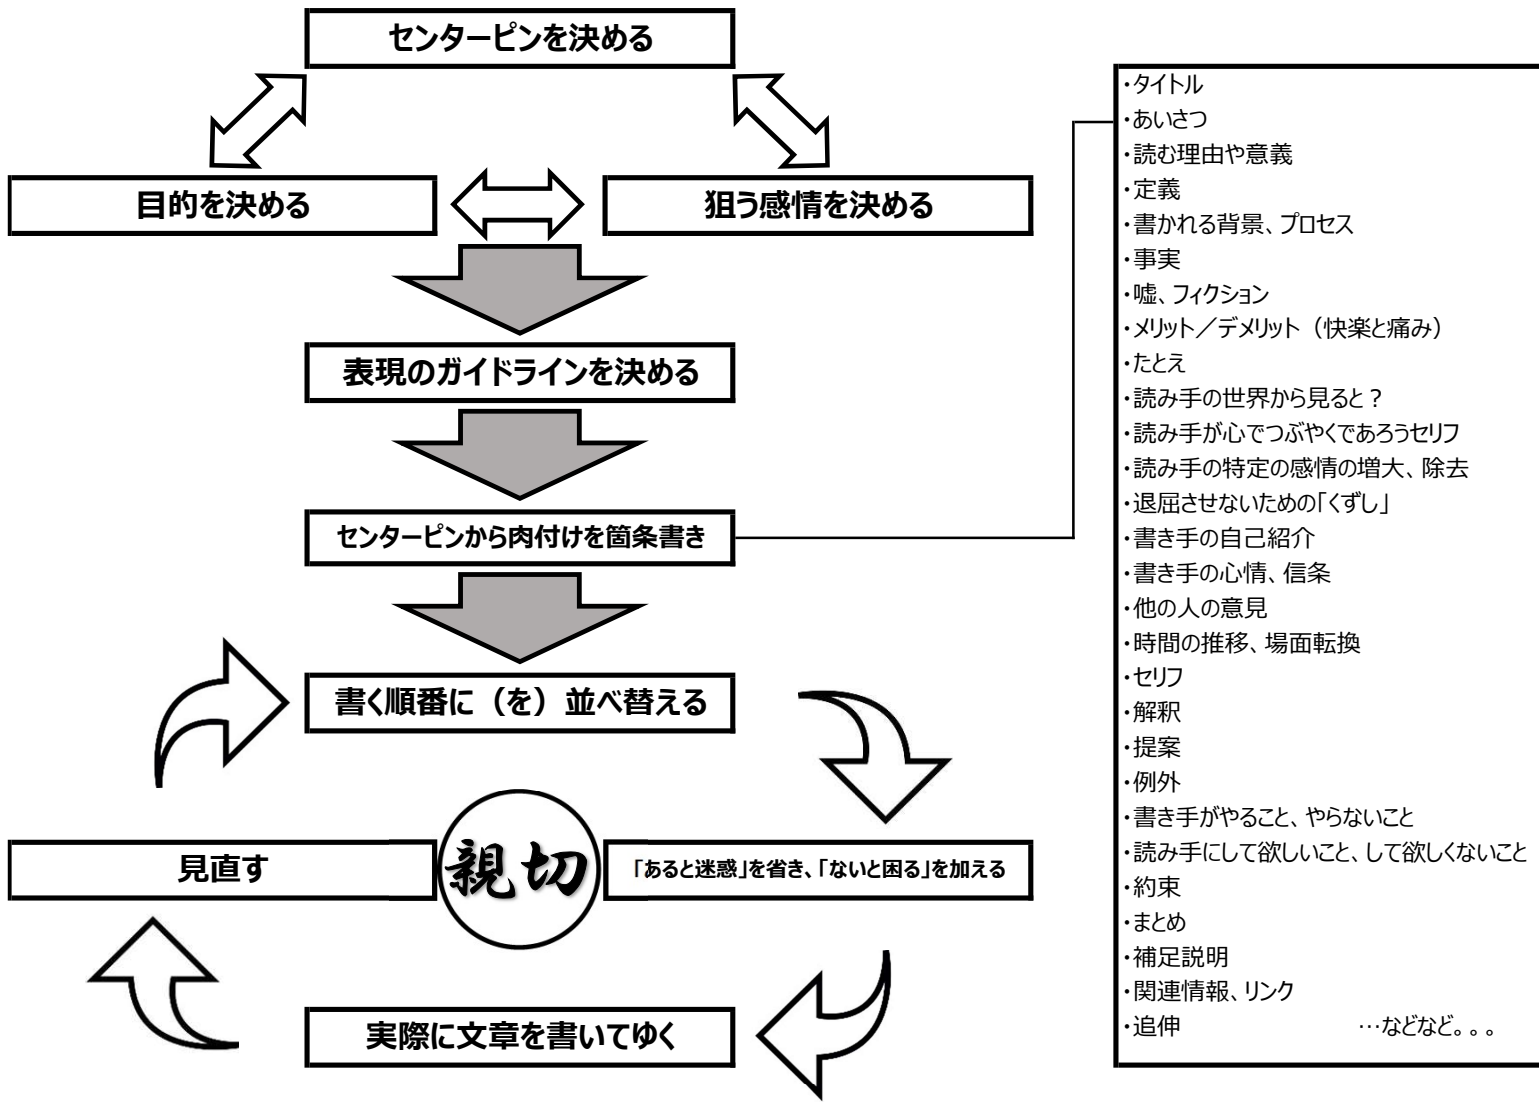 センターピンを決める
目的を決める
狙う感情を決める
表現のガイドラインを決める
センターピンから肉付けを箇条書き
書く順番に（を）並べ替える
見直す
親切
「あると迷惑」を省き、「ないと困る」を加える
実際に文章を書いてゆく
・タイトル
・あいさつ
・読む理由や意義
・定義
・書かれる背景、プロセス
・事実
・嘘、フィクション
・メリット／デメリット（快楽と痛み）
・たとえ
・読み手の世界から見ると？
・読み手が心でつぶやくであろうセリフ
・読み手の特定の感情の増大、除去
・退屈させないための「くずし」
・書き手の自己紹介
・書き手の心情、信条
・他の人の意見
・時間の推移、場面転換
・セリフ
・解釈
・提案
・例外
・書き手がやること、やらないこと
・読み手にして欲しいこと、して欲しくないこと
・約束
・まとめ
・補足説明
・関連情報、リンク
・追伸　…などなど。。。